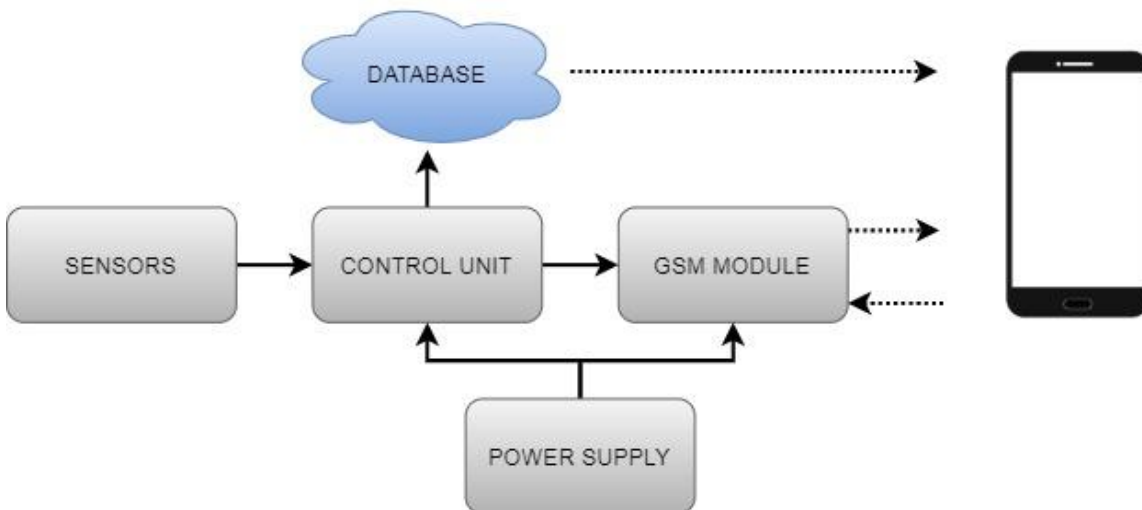 DATABASE
SENSORS
CONTROL UNIT
GSM MODULE
POWER SUPPLY